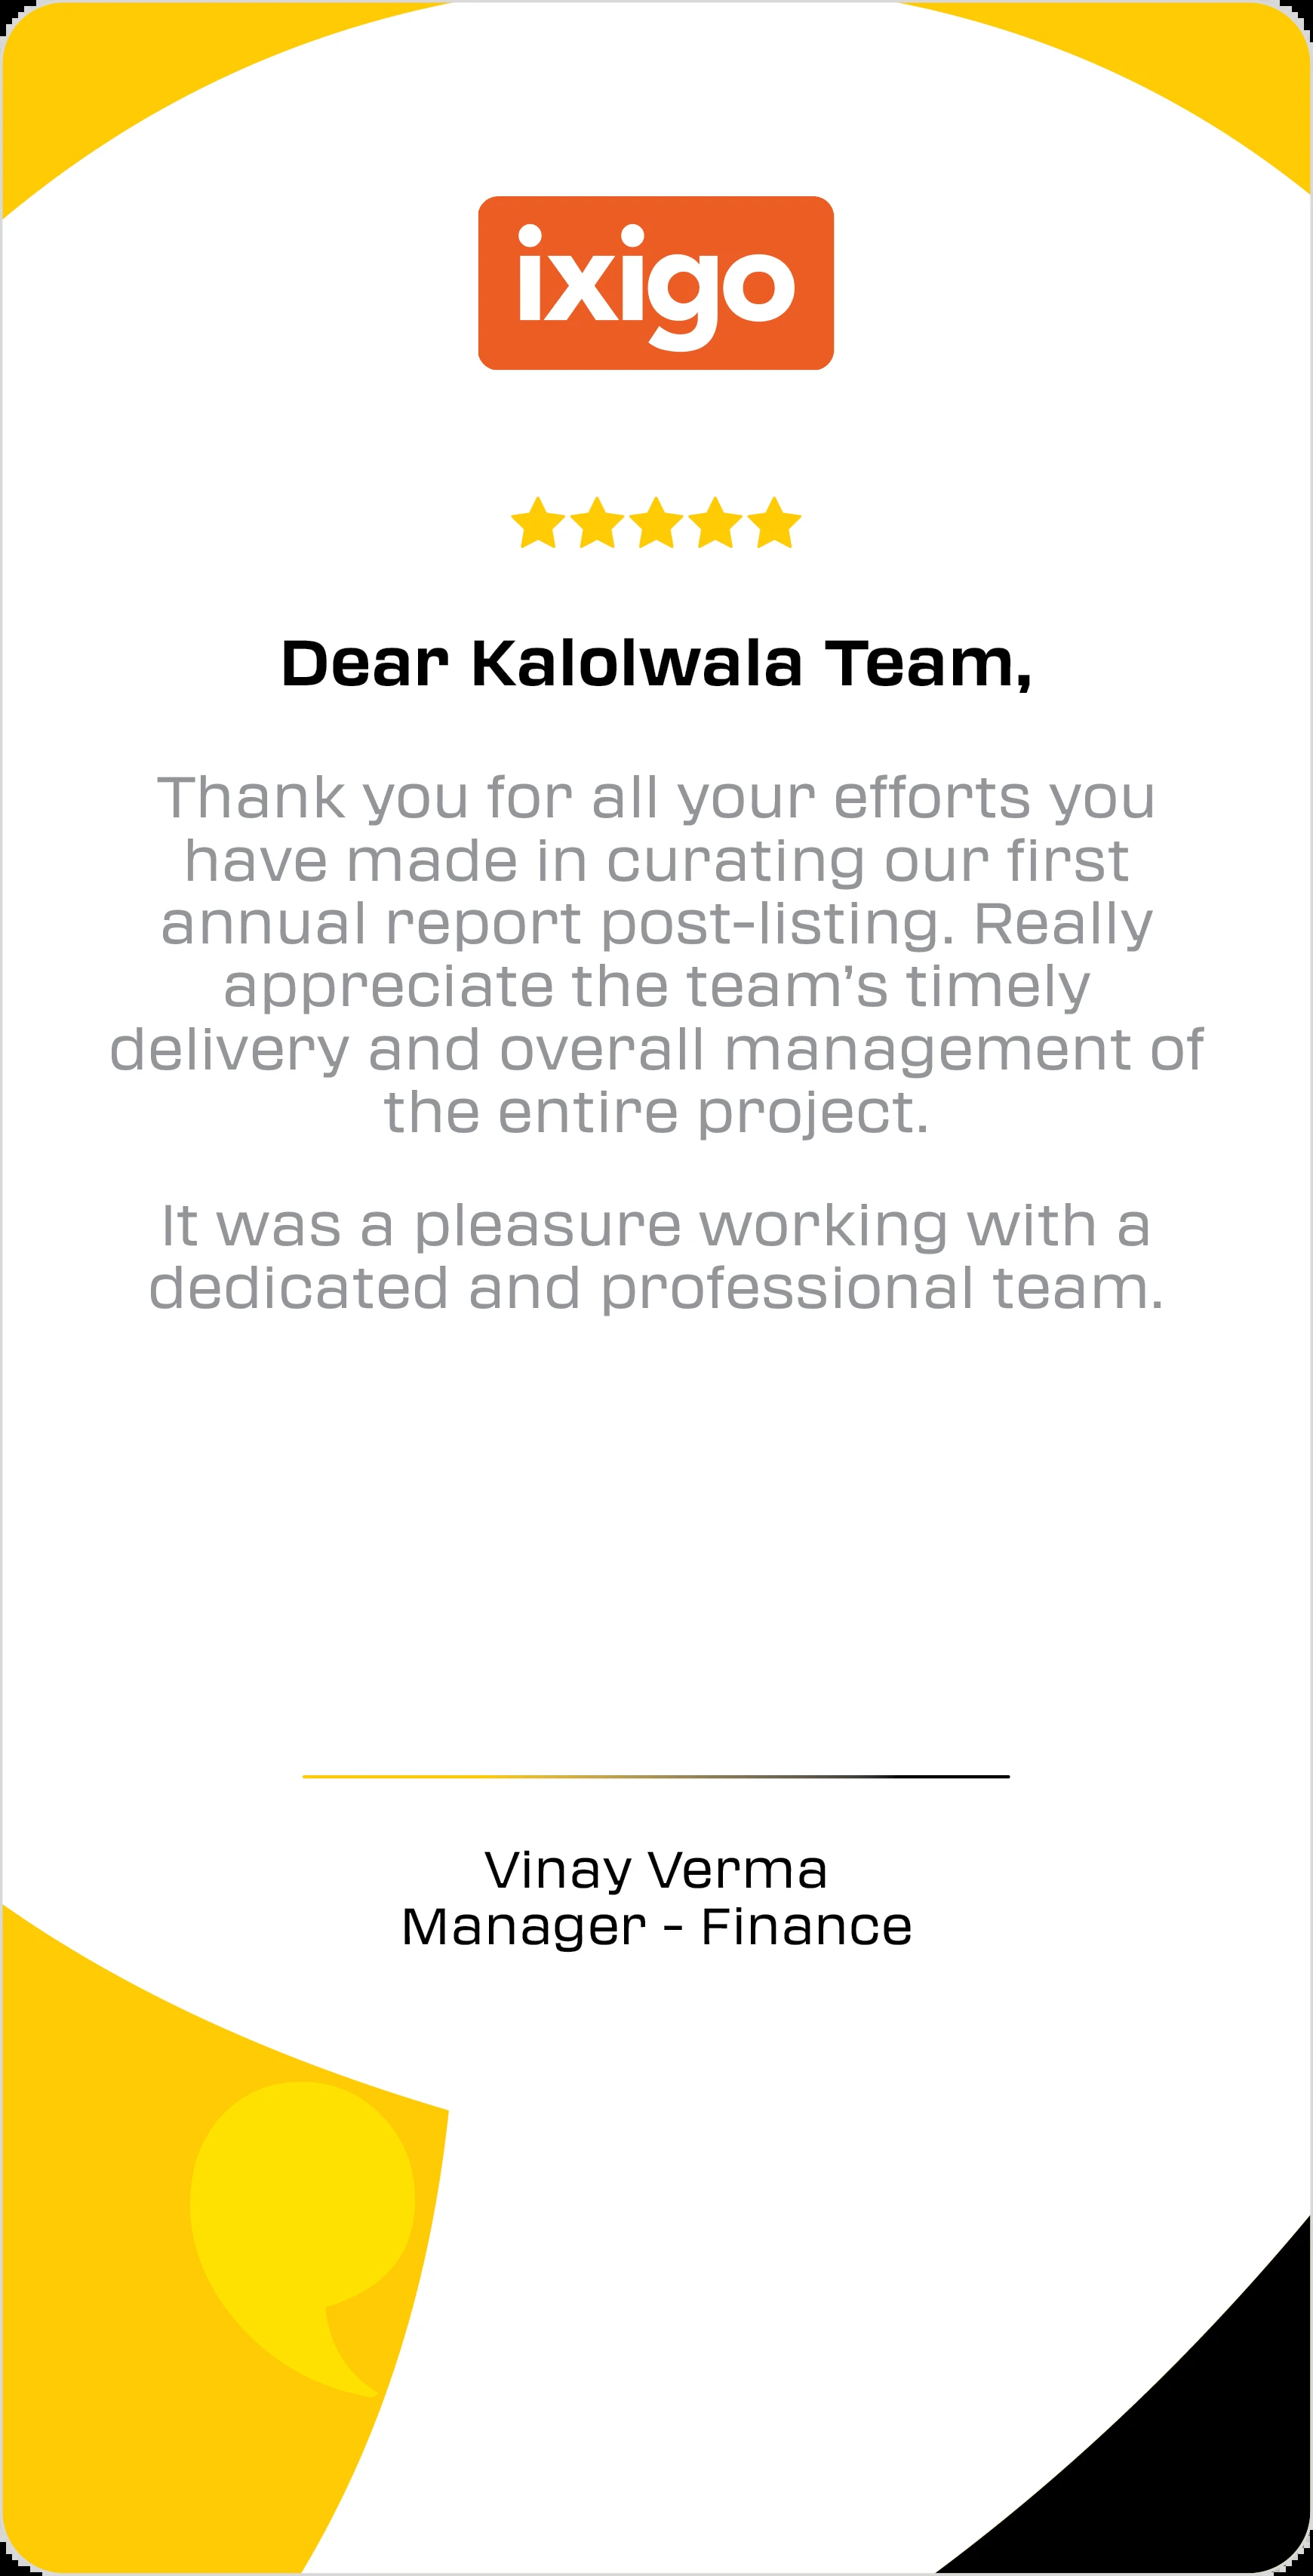 ixigo
Dear Kalolwala Team,
Thank you for all your efforts you
have made in curating our first
annual report post-listing. Really
appreciate the team’s timely
delivery and overall management of
the entire project.
It was a pleasure working with a
dedicated and professional team.
Vinay Verma
Manager - Finance